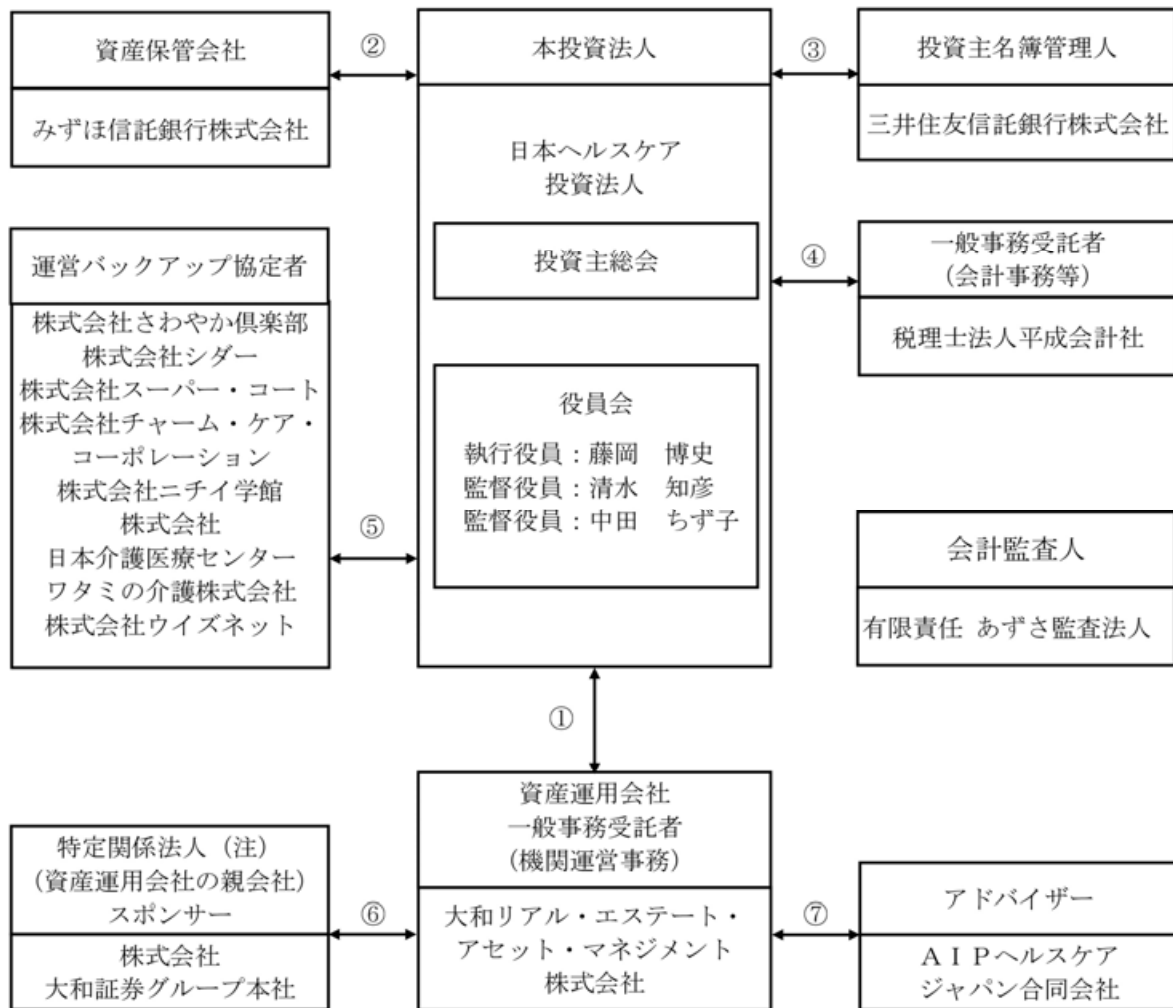 資産保管会社
みずほ信託銀行株式会社
②
本投資法人
日本ヘルスケア
投資法人
投資主総会
役員会
執行役員：藤岡　博史
監督役員：清水　知彦
監督役員：中田　ちず子
③
投資主名簿管理人
三井住友信託銀行株式会社
④
一般事務受託者
（会計事務等）
税理士法人平成会計社
運営バックアップ協定者
株式会社さわやか倶楽部
株式会社シダー
株式会社スーパー・コート
株式会社チャーム・ケア・
コーポレーション
株式会社ニチイ学館
株式会社
日本介護医療センター
ワタミの介護株式会社
株式会社ウイズネット
⑤
会計監査人
有限責任 あずさ監査法人
①
資産運用会社
一般事務受託者
（機関運営事務）
大和リアル・エステート・
アセット・マネジメント
株式会社
特定関係法人（注）
（資産運用会社の親会社）
スポンサー
株式会社
大和証券グループ本社
⑥
⑦
アドバイザー
ＡＩＰヘルスケア
ジャパン合同会社